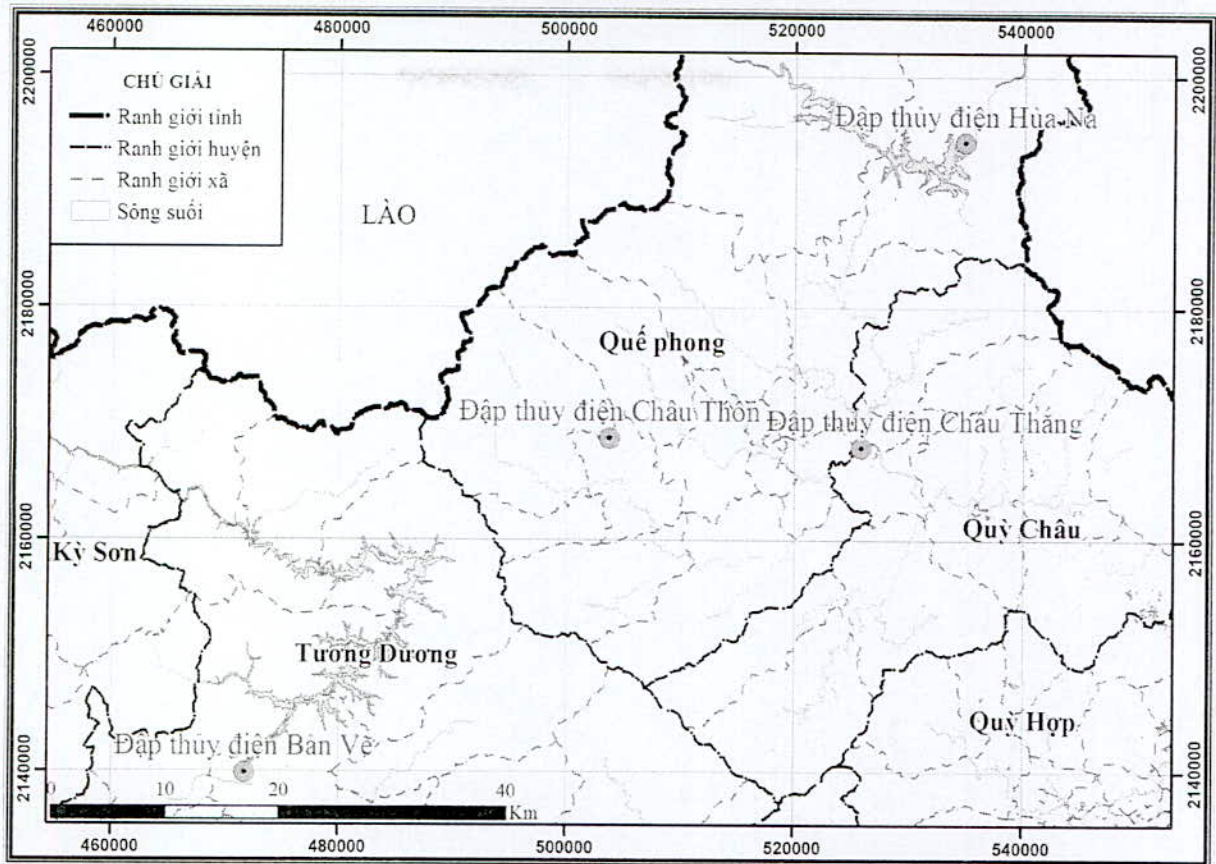 460000 480000 500000 520000 540000
2200000 2200000
CHÚ GIẢI
Ranh giới tỉnh
Ranh giới huyện
Ranh giới xã
Sông suối
LÀO
Đập thủy điện Hủa Na
2180000 2180000
Quế phong
Đập thủy điện Châu Thôn
Đập thủy điện Châu Thắng
2160000 2160000
Kỳ Sơn
Quỳ Châu
Tương Dương
Quỳ Hợp
Đập thủy điện Bản Vẽ
2140000 2140000
0 10 20 40 Km
460000 480000 500000 520000 540000